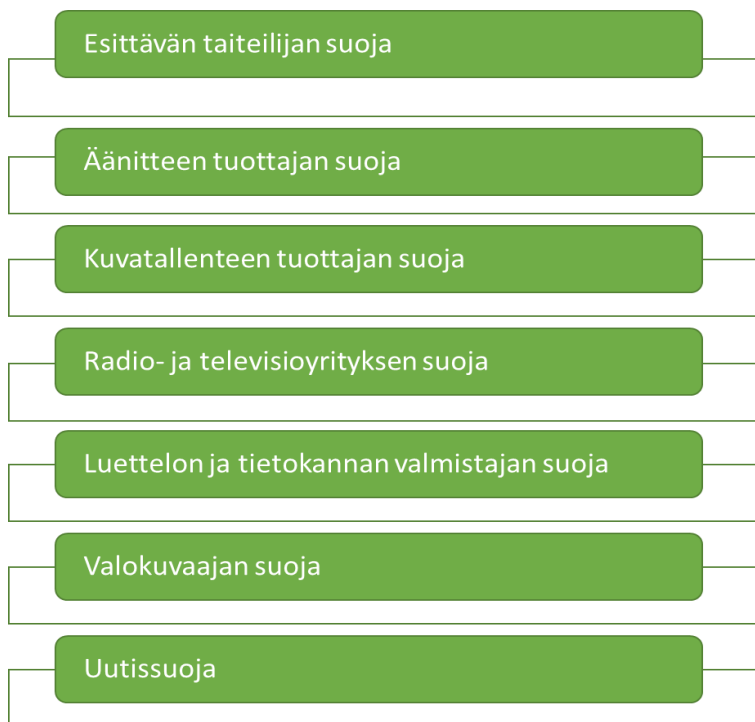 Esittävän taiteilijan suoja
Äänitteen tuottajan suoja
Kuvatallenteen tuottajan suoja
Radio- ja televisioyrityksen suoja
Luettelon ja tietokannan valmistajan suoja
Valokuvaajan suoja
Uutissuoja